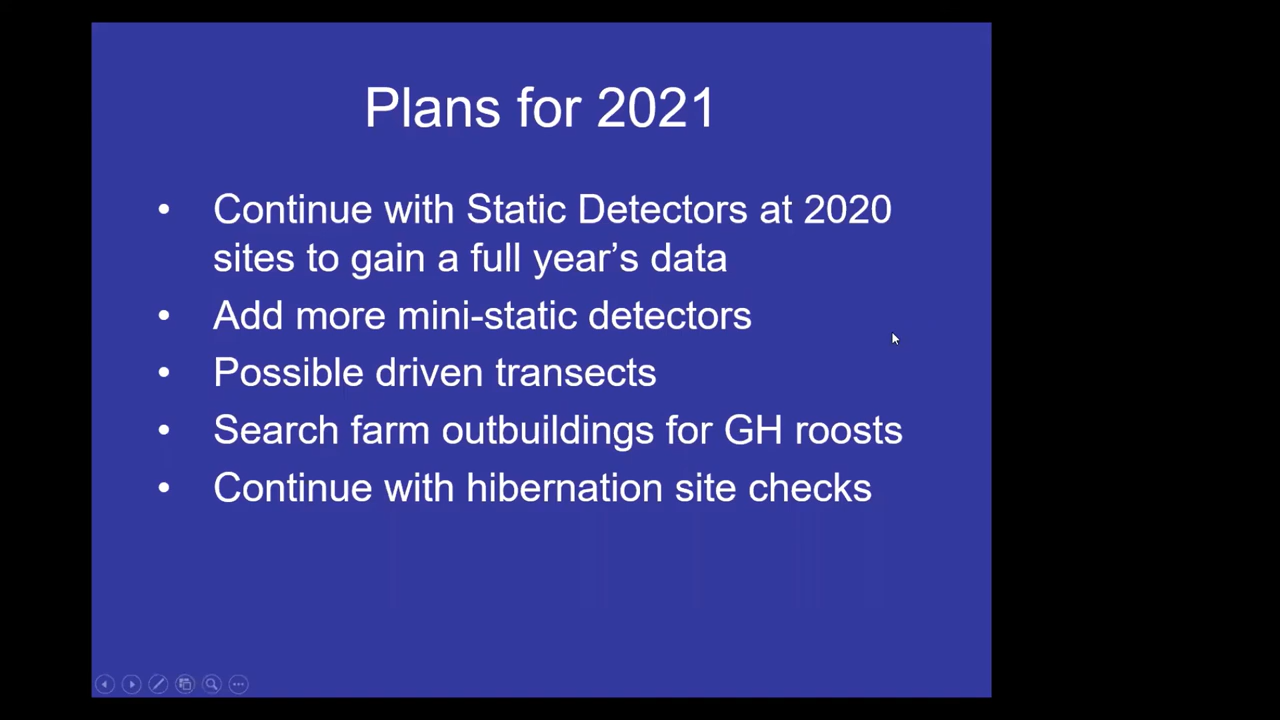 Plans for 2021
• Continue with Static Detectors at 2020
sites to gain a full year’s data
• Add more mini-static detectors
• Possible driven transects
• Search farm outbuildings for GH roosts
• Continue with hibernation site checks